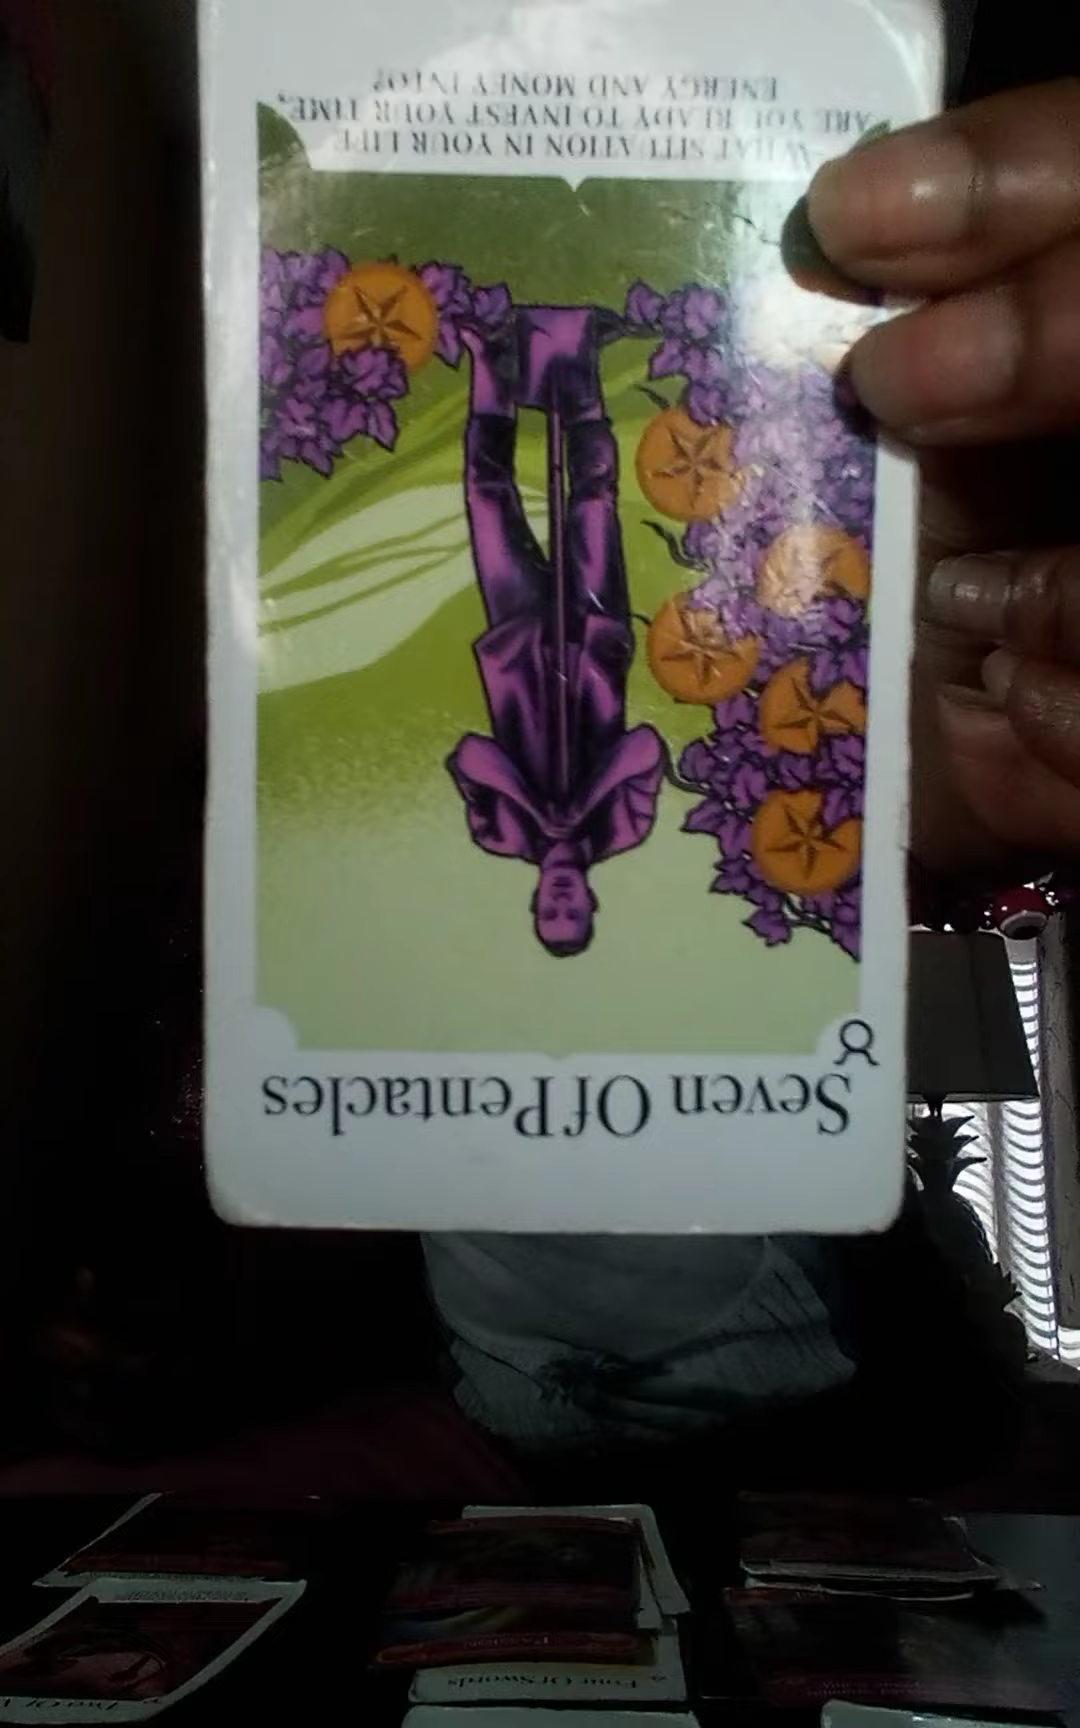 Seven Of Pentacles
~WHAT SITUATION IN YOUR LIFE
ARE YOU READY TO INVEST YOUR TIME,
ENERGY AND MONEY INTO?
Four Of Swords